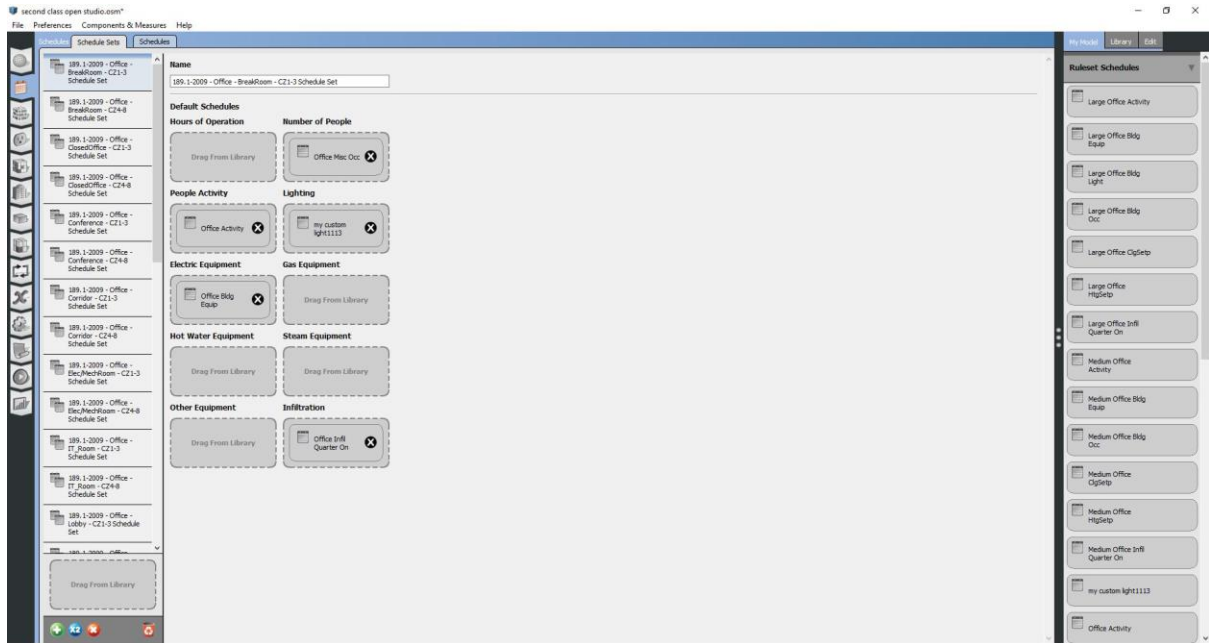 second class open studio.osm*
File Preferences Components & Measures Help
Schedules Schedule Sets Schedules
189.1-2009 - Office -
BreakRoom - CZ1-3
Schedule Set
189.1-2009 - Office -
BreakRoom - CZ4-8
Schedule Set
189.1-2009 - Office -
ClosedOffice - CZ1-3
Schedule Set
189.1-2009 - Office -
ClosedOffice - CZ4-8
Schedule Set
189.1-2009 - Office -
Conference - CZ1-3
Schedule Set
189.1-2009 - Office -
Conference - CZ4-8
Schedule Set
189.1-2009 - Office -
Corridor - CZ1-3
Schedule Set
189.1-2009 - Office -
Corridor - CZ4-8
Schedule Set
189.1-2009 - Office -
Elec/MechRoom - CZ1-3
Schedule Set
189.1-2009 - Office -
Elec/MechRoom - CZ4-8
Schedule Set
189.1-2009 - Office -
IT_Room - CZ1-3
Schedule Set
189.1-2009 - Office -
IT_Room - CZ4-8
Schedule Set
189.1-2009 - Office -
Lobby - CZ1-3 Schedule
Set
Drag From Library
x2
Name
189.1-2009 - Office - BreakRoom - CZ1-3 Schedule Set
Default Schedules
Hours of Operation Number of People
Drag From Library
Office Misc Occ
People Activity Lighting
Office Activity
my custom
light1113
Electric Equipment Gas Equipment
Office Bldg
Equip
Drag From Library
Hot Water Equipment Steam Equipment
Drag From Library
Drag From Library
Other Equipment Infiltration
Drag From Library
Office Infil
Quarter On
My Model Library Edit
Ruleset Schedules
Large Office Activity
Large Office Bldg
Equip
Large Office Bldg
Light
Large Office Bldg
Occ
Large Office ClgSetp
Large Office
HtgSetp
Large Office Infil
Quarter On
Medium Office
Activity
Medium Office Bldg
Equip
Medium Office Bldg
Occ
Medium Office
ClgSetp
Medium Office
HtgSetp
Medium Office Infil
Quarter On
my custom light1113
Office Activity